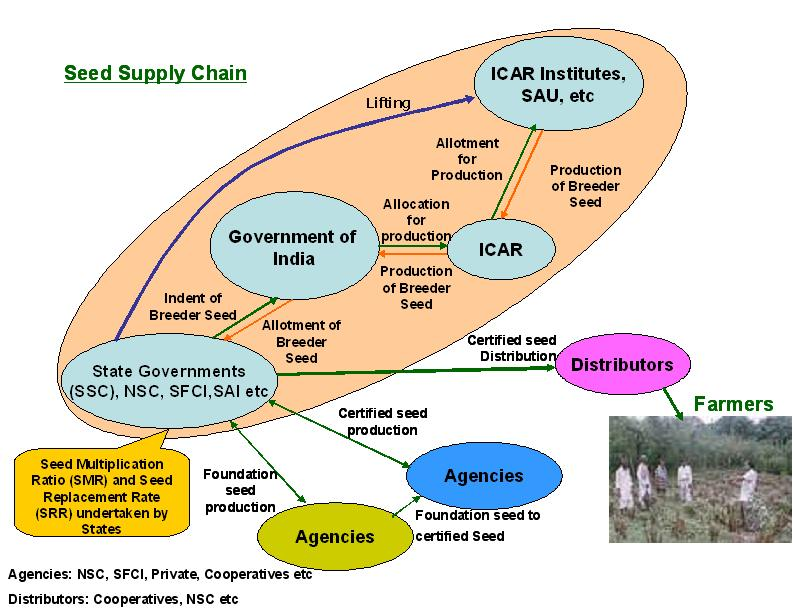 Seed Supply Chain
ICAR Institutes,
SAU, etc
Lifting
Allotment
for
Production
Production
of Breeder
Seed
Allocation
for
production
Government of
India
ICAR
Production
of Breeder
Seed
Indent of
Breeder Seed
Allotment of
Breeder
Seed
Certified seed
Distribution
State Governments
(SSC), NSC, SFCI,SAI etc
Distributors
Farmers
Certified seed
production
Seed Multiplication
Ratio (SMR) and Seed
Replacement Rate
(SRR) undertaken by
States
Foundation
seed
production
Agencies
Foundation seed to
certified Seed
Agencies
Agencies: NSC, SFCI, Private, Cooperatives etc
Distributors: Cooperatives, NSC etc